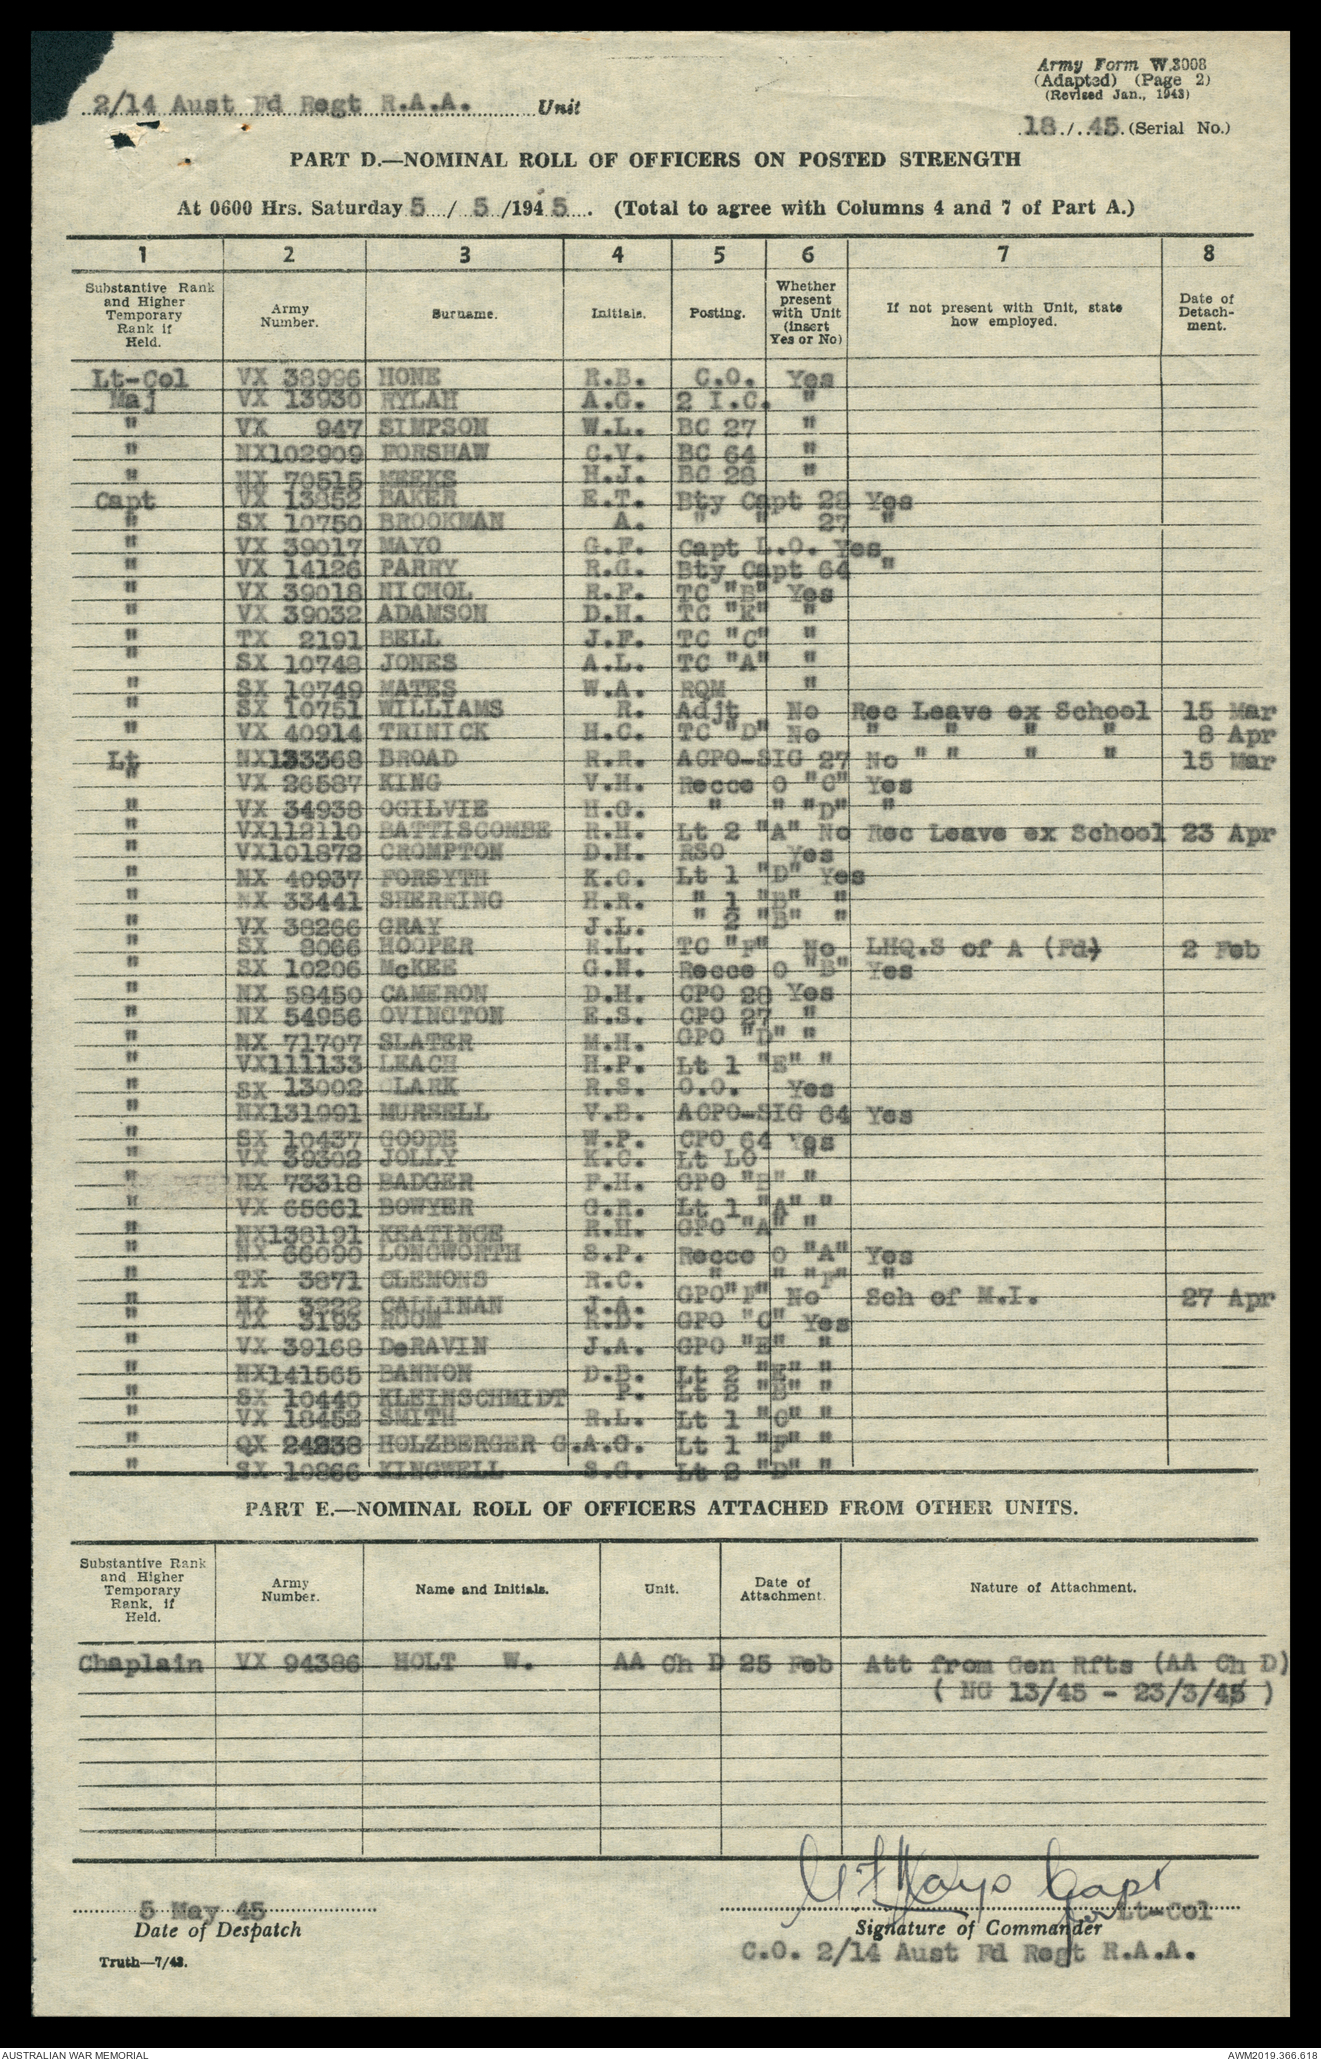 Army Form W.3008
(Adapted) (Page 2)
(Revised Jan., 1943)
2/14 Aust Fd Regt R.A.A. Unit
18/45 (Serial No.)
PART D.—NOMINAL ROLL OF OFFICERS ON POSTED STRENGTH
At 0600 Hrs. Saturday 5 / 5 /1945. (Total to agree with Columns 4 and 7 of Part A.)
1 2 3 4 5 6 7 8
Substantive Rank and Higher Temporary Rank if Held. Army Number. Surname. Initials. Posting. Whether present with Unit (insert Yes or No) If not present with Unit, state how employed. Date of Detachment.
Lt-Col VX 38996 HONE R.B. C.O. Yes
Maj VX 13930 RYLAH A.G. 2 I.C. "
" VX 947 SIMPSON W.L. BC 27 "
" NX102909 FORSHAW C.V. BC 64 "
" NX 70515 MEEKS H.J. BC 28 "
Capt VX 13852 BAKER E.T. Bty Capt 28 Yes
" SX 10750 BROOKMAN A. " " 27 "
" VX 39017 MAYO G.F. Capt L.O. Yes
" VX 14126 PARRY R.G. Bty Capt 64 "
" VX 39018 NICHOL R.F. TC "B" Yes
" VX 39032 ADAMSON D.H. TC "E" "
" TX 2191 BELL J.F. TC "C" "
" SX 10748 JONES A.L. TC "A" "
" SX 10749 MATES W.A. RQM "
" SX 10751 WILLIAMS R. Adjt No Rec Leave ex School 15 Mar
" VX 40914 TRINICK H.C. TC "D" No " " " " 8 Apr
Lt NX133368 BROAD R.R. ACPO-SIG 27 No " " " " 15 Mar
" VX 26587 KING V.H. Recce O "C" Yes
" VX 34938 OGILVIE H.G. " " "D" "
" VX112110 BATTISCOMBE R.H. Lt 2 "A" No Rec Leave ex School 23 Apr
" VX101872 CROMPTON D.H. RSO Yes
" NX 40937 FORSYTH K.C. Lt 1 "D" Yes
" NX 33441 SHERRING H.R. " 1 "B" "
" VX 38266 GRAY J.L. " 2 "B" "
" SX 9066 HOOPER R.L. TC "F" No LHQ.S of A (Fd) 2 Feb
" SX 10206 McKEE G.N. Recce O "B" Yes
" NX 58450 CAMERON D.H. CPO 28 Yes
" NX 54956 OVINGTON E.S. CPO 27 "
" NX 71707 SLATER M.H. GPO "D" "
" VX111133 LEACH H.P. Lt 1 "E" "
" SX 13002 CLARK R.S. O.O. Yes
" NX131991 MURSELL V.B. ACPO-SIG 64 Yes
" SX 10437 GOODE W.P. CPO 64 Yes
" VX 39302 JOLLY K.C. Lt LO "
" NX 73318 BADGER F.H. GPO "B" "
" VX 65661 BOWYER G.R. Lt 1 "A" "
" NX138191 KEATINGE R.H. GPO "A" "
" NX 66090 LONGWORTH S.P. Recce O "A" Yes
" TX 3871 CLEMONS R.C. " " "F" "
" MX 3222 CALLINAN J.A. GPO"F" No Sch of M.I. 27 Apr
" TX 3193 ROOM R.D. GPO "C" Yes
" VX 39168 DeRAVIN J.A. GPO "E" "
" NX141565 BANNON D.B. Lt 2 "F" "
" SX 10440 KLEINSCHMIDT P. Lt 2 "E" "
" VX 18452 SMITH R.L. Lt 1 "C" "
" QX 24238 HOLZBERGER G.A.G. Lt 1 "F" "
" SX 10866 KINGWELL S.G. Lt 2 "D" "
PART E.—NOMINAL ROLL OF OFFICERS ATTACHED FROM OTHER UNITS.
Substantive Rank and Higher Temporary Rank, if Held. Army Number. Name and Initials. Unit. Date of Attachment. Nature of Attachment.
Chaplain VX 94386 HOLT W. AA Ch D 25 Feb Att from Gen Rfts (AA Ch D)
( NG 13/45 - 23/3/45 )
G F Mayo Capt
5 May 45 for Lt-Col
Date of Despatch Signature of Commander
C.O. 2/14 Aust Fd Regt R.A.A.
Truth—7/43.
AUSTRALIAN WAR MEMORIAL AWM2019.366.618